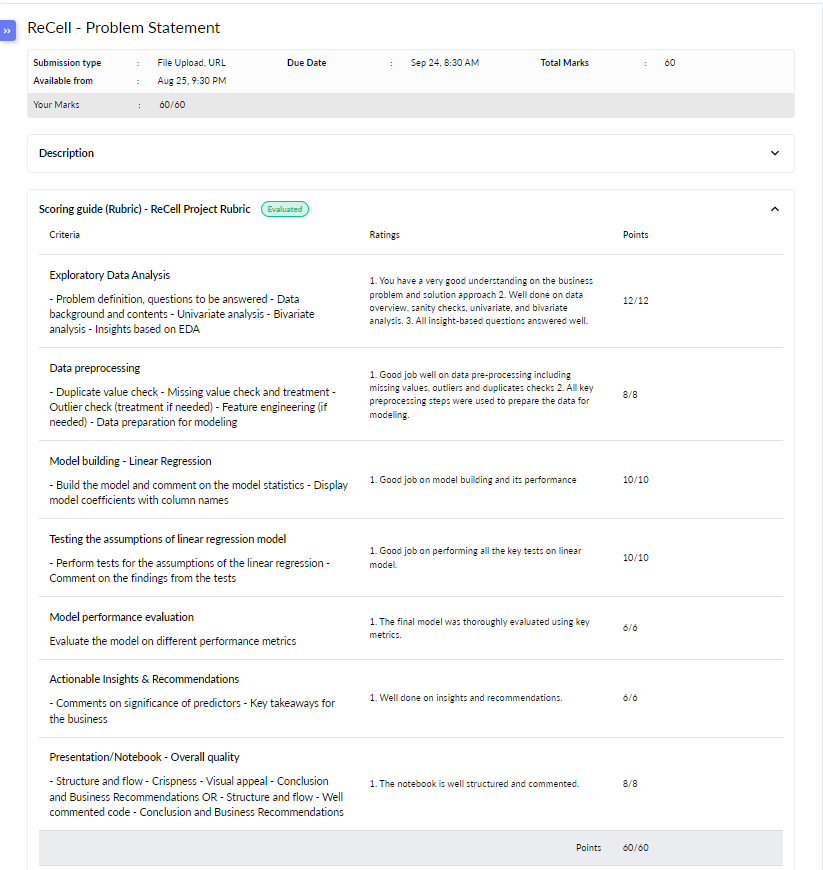 »
ReCell - Problem Statement
Submission type : File Upload, URL Due Date : Sep 24, 8:30 AM Total Marks : 60
Available from : Aug 25, 9:30 PM
Your Marks : 60/60
Description
Scoring guide (Rubric) - ReCell Project Rubric Evaluated
Criteria Ratings Points
Exploratory Data Analysis
- Problem definition, questions to be answered - Data
background and contents - Univariate analysis - Bivariate
analysis - Insights based on EDA
1. You have a very good understanding on the business
problem and solution approach 2. Well done on data
overview, sanity checks, univariate, and bivariate
analysis. 3. All insight-based questions answered well.
12/12
Data preprocessing
- Duplicate value check - Missing value check and treatment -
Outlier check (treatment if needed) - Feature engineering (if
needed) - Data preparation for modeling
1. Good job well on data pre-processing including
missing values, outliers and duplicates checks 2. All key
preprocessing steps were used to prepare the data for
modeling.
8/8
Model building - Linear Regression
- Build the model and comment on the model statistics - Display
model coefficients with column names
1. Good job on model building and its performance
10/10
Testing the assumptions of linear regression model
- Perform tests for the assumptions of the linear regression -
Comment on the findings from the tests
1. Good job on performing all the key tests on linear
model.
10/10
Model performance evaluation
Evaluate the model on different performance metrics
1. The final model was thoroughly evaluated using key
metrics.
6/6
Actionable Insights & Recommendations
- Comments on significance of predictors - Key takeaways for
the business
1. Well done on insights and recommendations.
6/6
Presentation/Notebook - Overall quality
- Structure and flow - Crispness - Visual appeal - Conclusion
and Business Recommendations OR - Structure and flow - Well
commented code - Conclusion and Business Recommendations
1. The notebook is well structured and commented.
8/8
Points 60/60